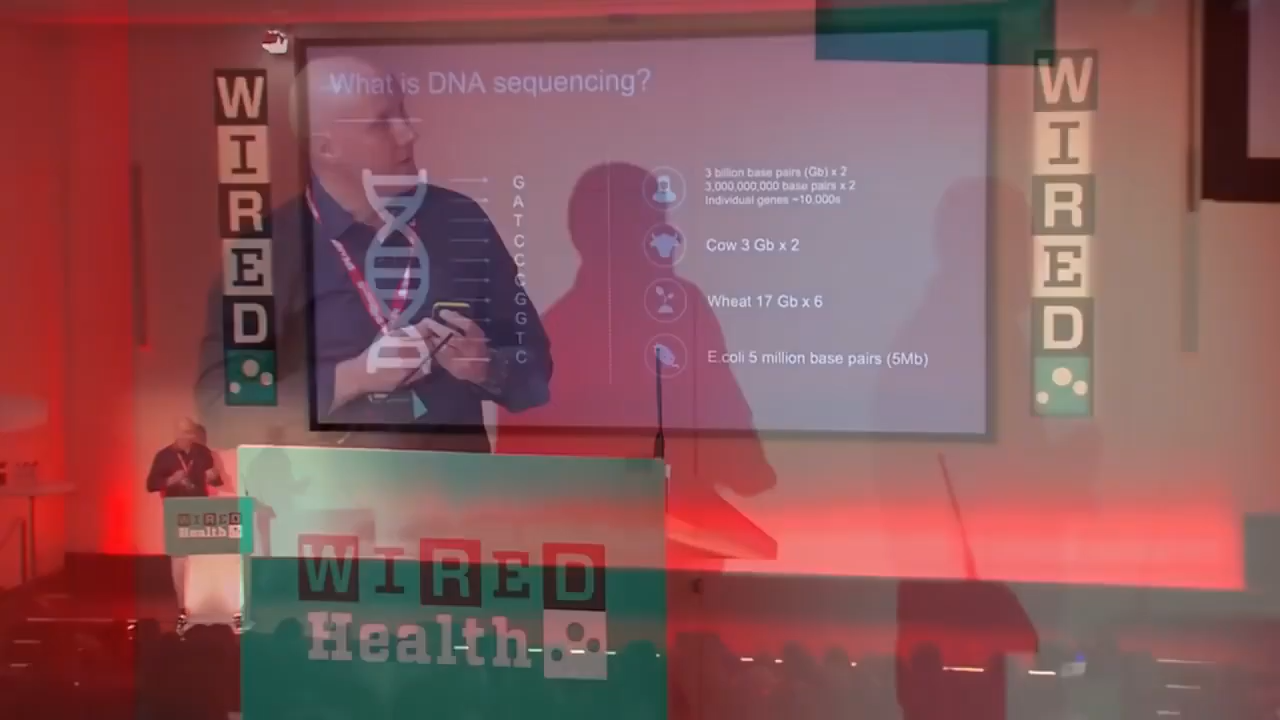 WIRED
What is DNA sequencing?
WIRED
G
A
T
C
C
G
G
T
C
3 billion base pairs (Gb) x 2
3,000,000,000 base pairs x 2
Individual genes ~10,000s
Cow 3 Gb x 2
Wheat 17 Gb x 6
E.coli 5 million base pairs (5Mb)
WIRED
Health
WIRED
Health